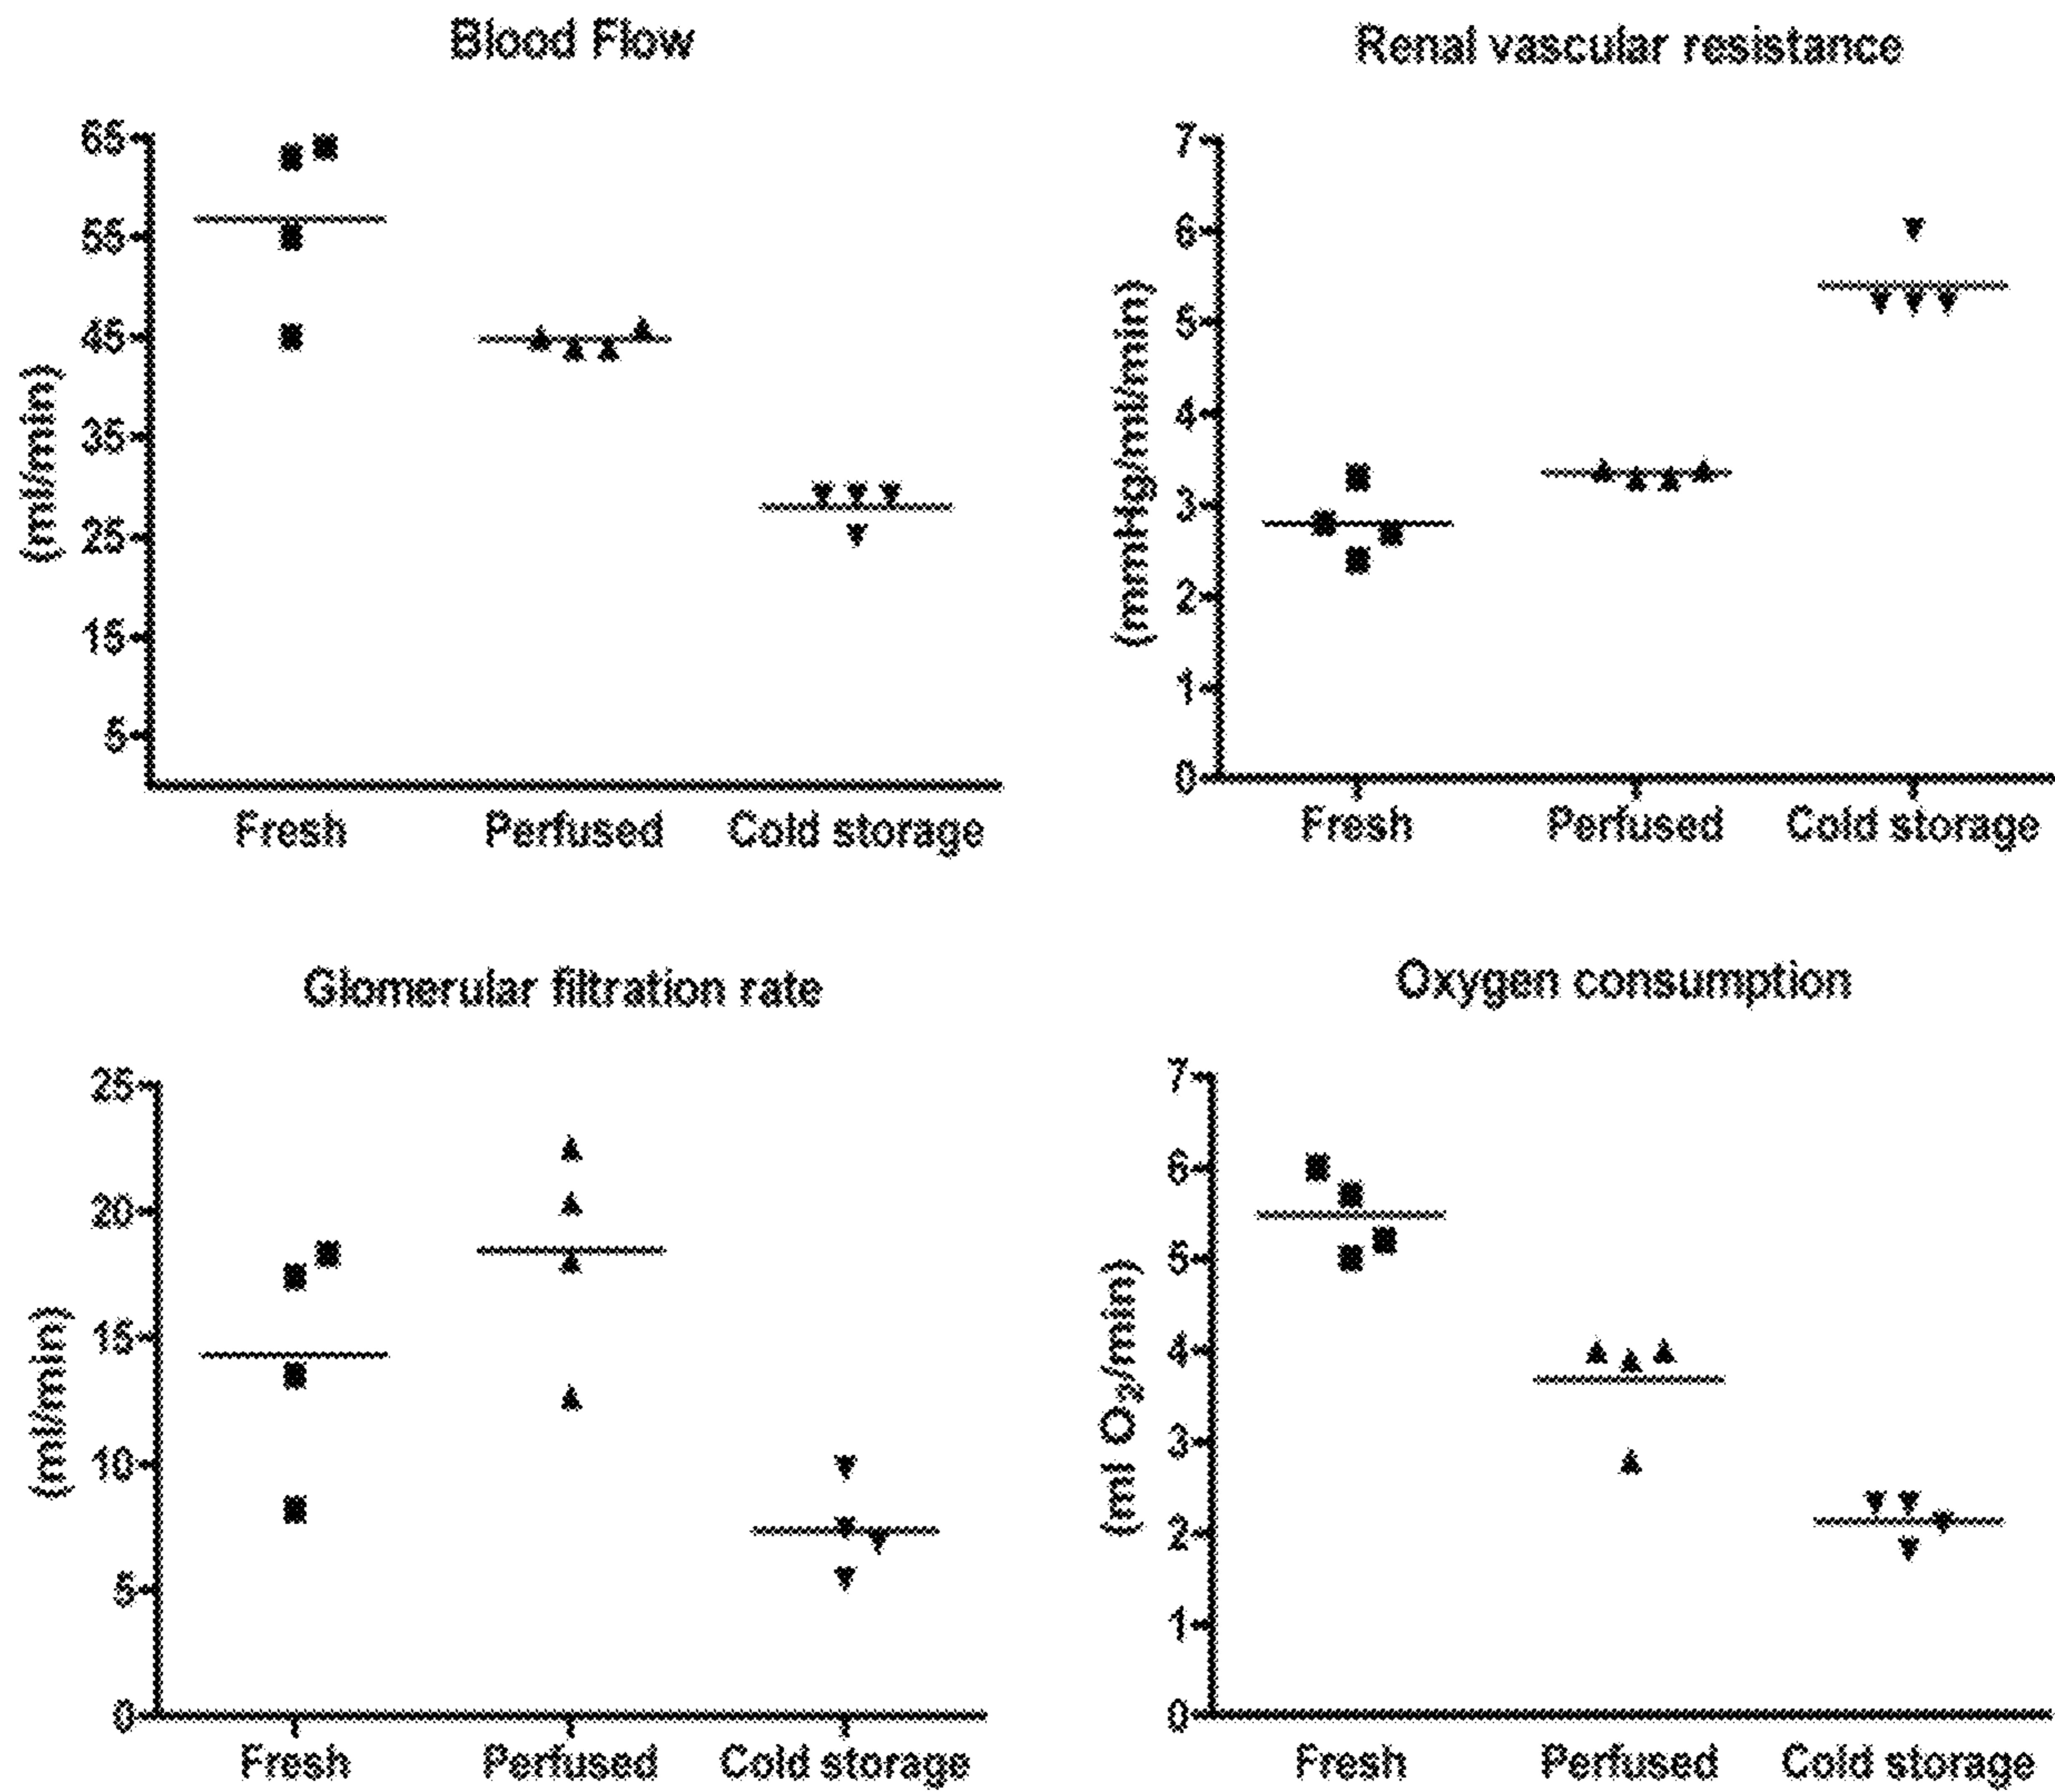 Blood Flow
65
55
45
35
25
15
5
(ml/min)
Fresh Perfused Cold storage
Renal vascular resistance
7
6
5
4
3
2
1
0
(mmHg/ml/min)
Fresh Perfused Cold storage
Glomerular filtration rate
25
20
15
10
5
0
(ml/min)
Fresh Perfused Cold storage
Oxygen consumption
7
6
5
4
3
2
1
0
(ml O₂/min)
Fresh Perfused Cold storage